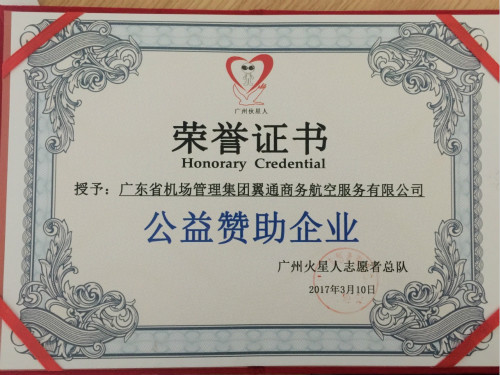 广州火星人
荣誉证书
Honorary Credential
授予：广东省机场管理集团翼通商务航空服务有限公司
公益赞助企业
广州火星人志愿者总队
2017年3月10日